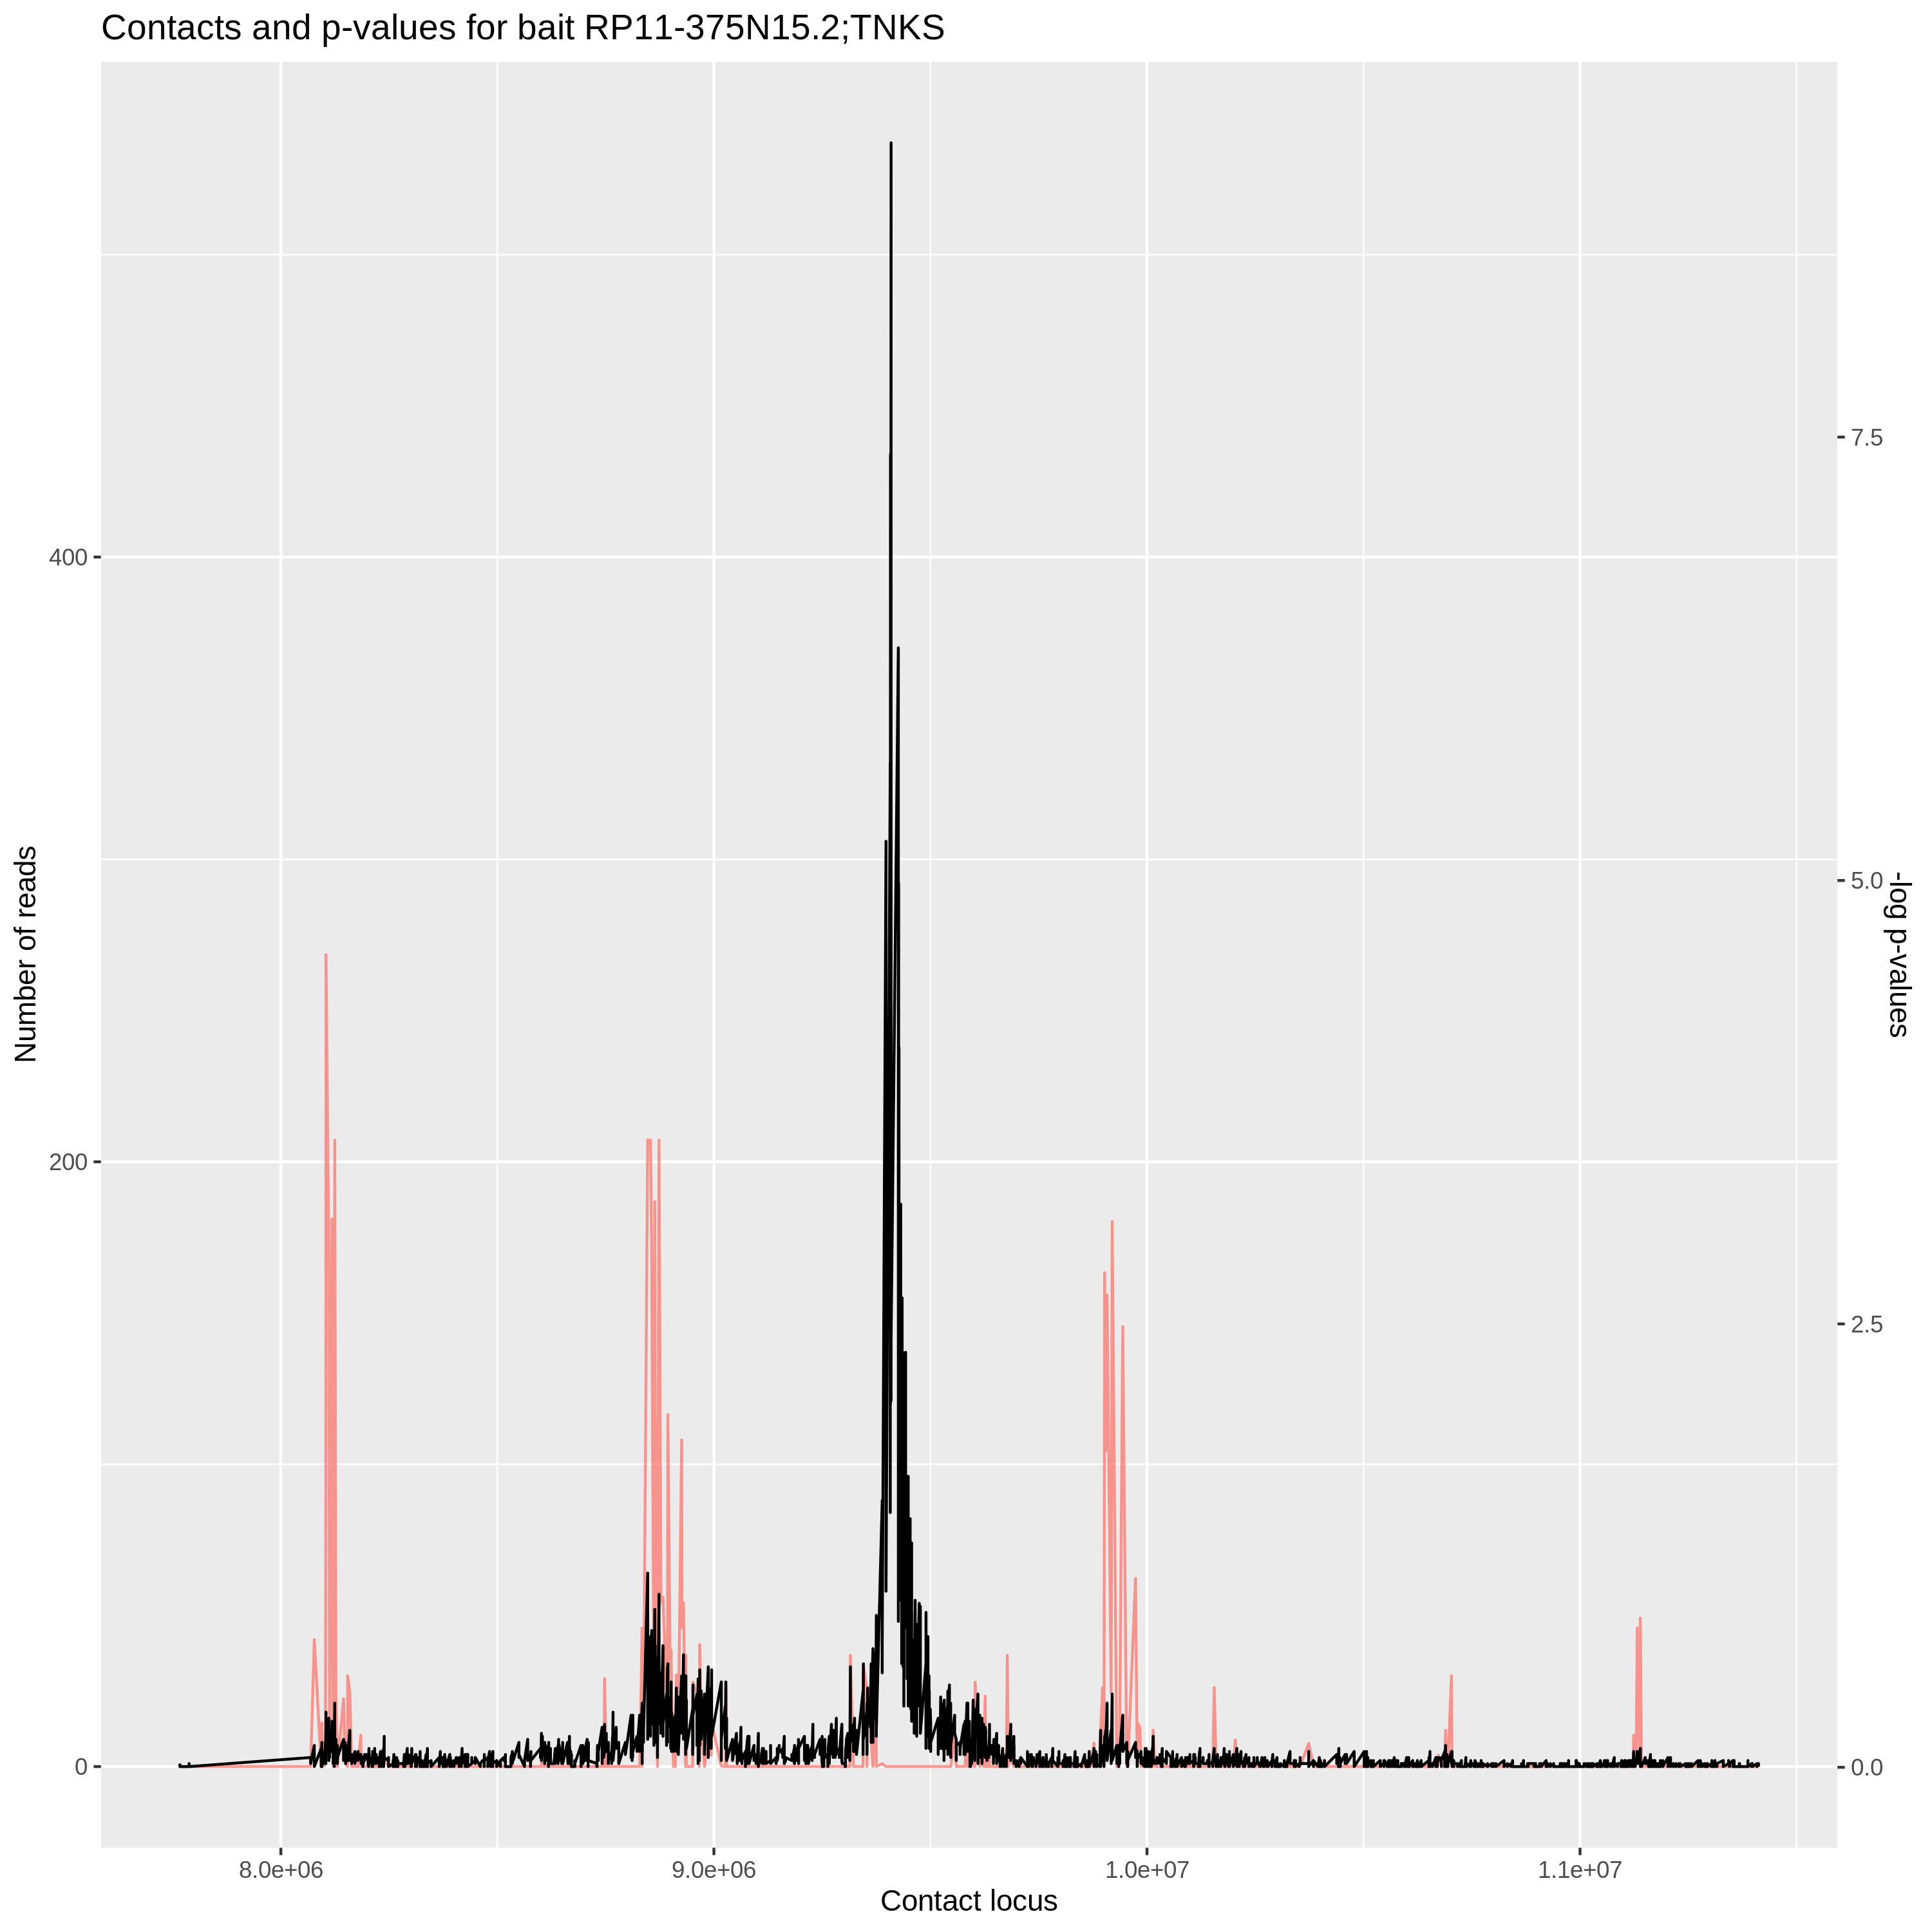 Contacts and p-values for bait RP11-375N15.2;TNKS
Number of reads
400
200
0
7.5
5.0
2.5
0.0
-log p-values
8.0e+06
9.0e+06
1.0e+07
1.1e+07
Contact locus